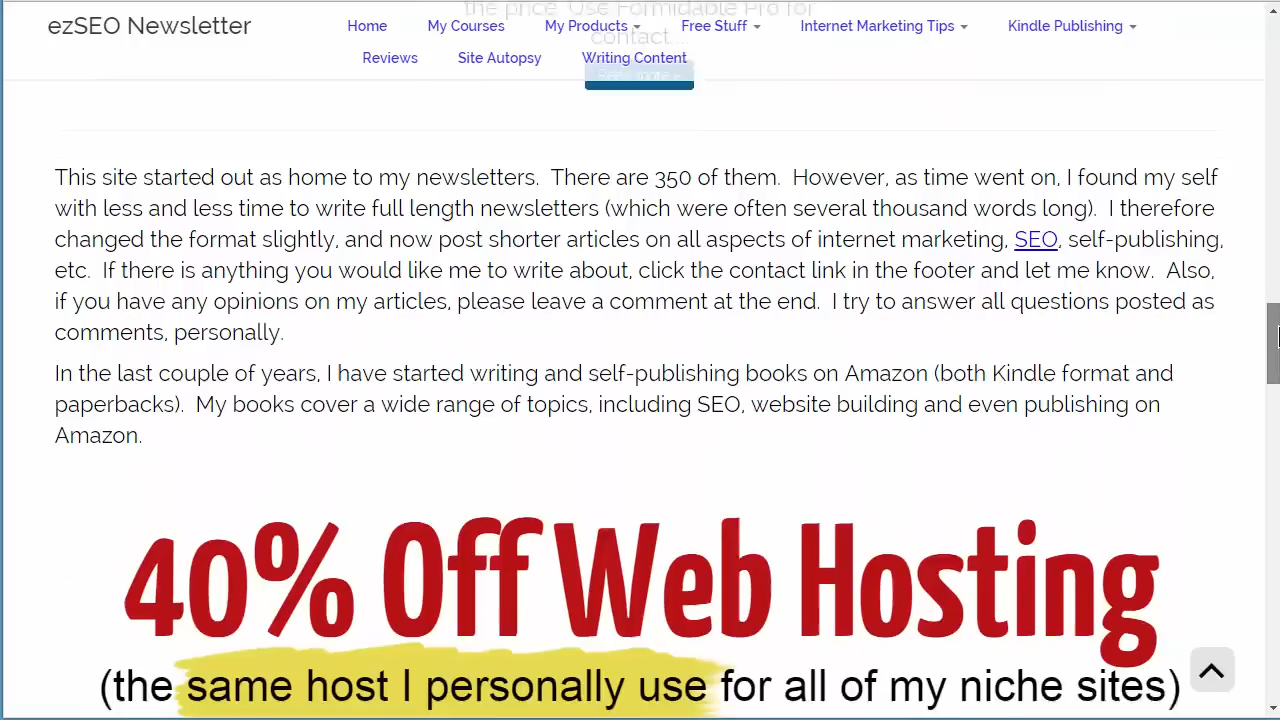 the price. Use Formidable Pro for
ezSEO Newsletter
Home My Courses My Products Free Stuff Internet Marketing Tips Kindle Publishing
contact....
Reviews Site Autopsy Writing Content
This site started out as home to my newsletters. There are 350 of them. However, as time went on, I found my self
with less and less time to write full length newsletters (which were often several thousand words long). I therefore
changed the format slightly, and now post shorter articles on all aspects of internet marketing, SEO, self-publishing,
etc. If there is anything you would like me to write about, click the contact link in the footer and let me know. Also,
if you have any opinions on my articles, please leave a comment at the end. I try to answer all questions posted as
comments, personally.
In the last couple of years, I have started writing and self-publishing books on Amazon (both Kindle format and
paperbacks). My books cover a wide range of topics, including SEO, website building and even publishing on
Amazon.
40% Off Web Hosting
(the same host I personally use for all of my niche sites)